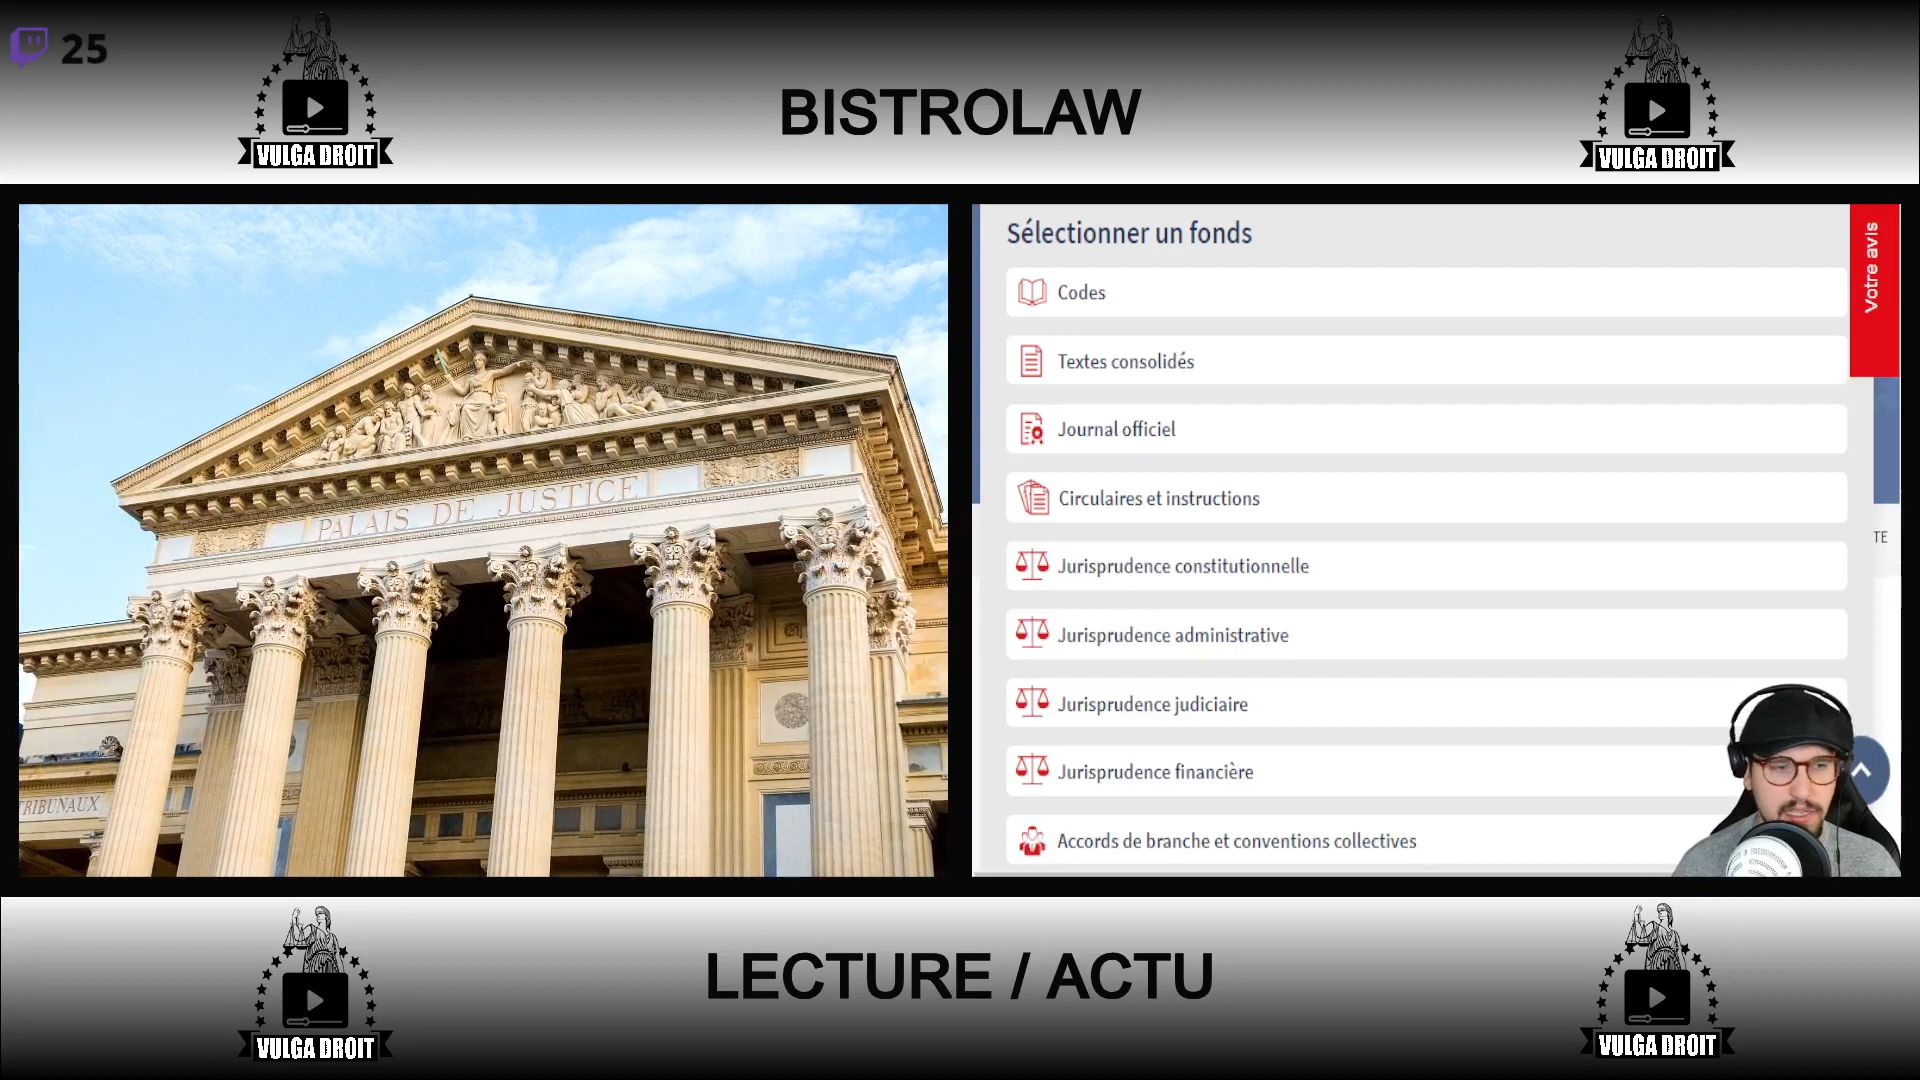 25
BISTROLAW
VULGA DROIT
VULGA DROIT
PALAIS DE JUSTICE
TRIBUNAUX
Sélectionner un fonds
Votre avis
Codes
Textes consolidés
Journal officiel
Circulaires et instructions
TE
Jurisprudence constitutionnelle
Jurisprudence administrative
Jurisprudence judiciaire
Jurisprudence financière
Accords de branche et conventions collectives
LECTURE / ACTU
VULGA DROIT
VULGA DROIT